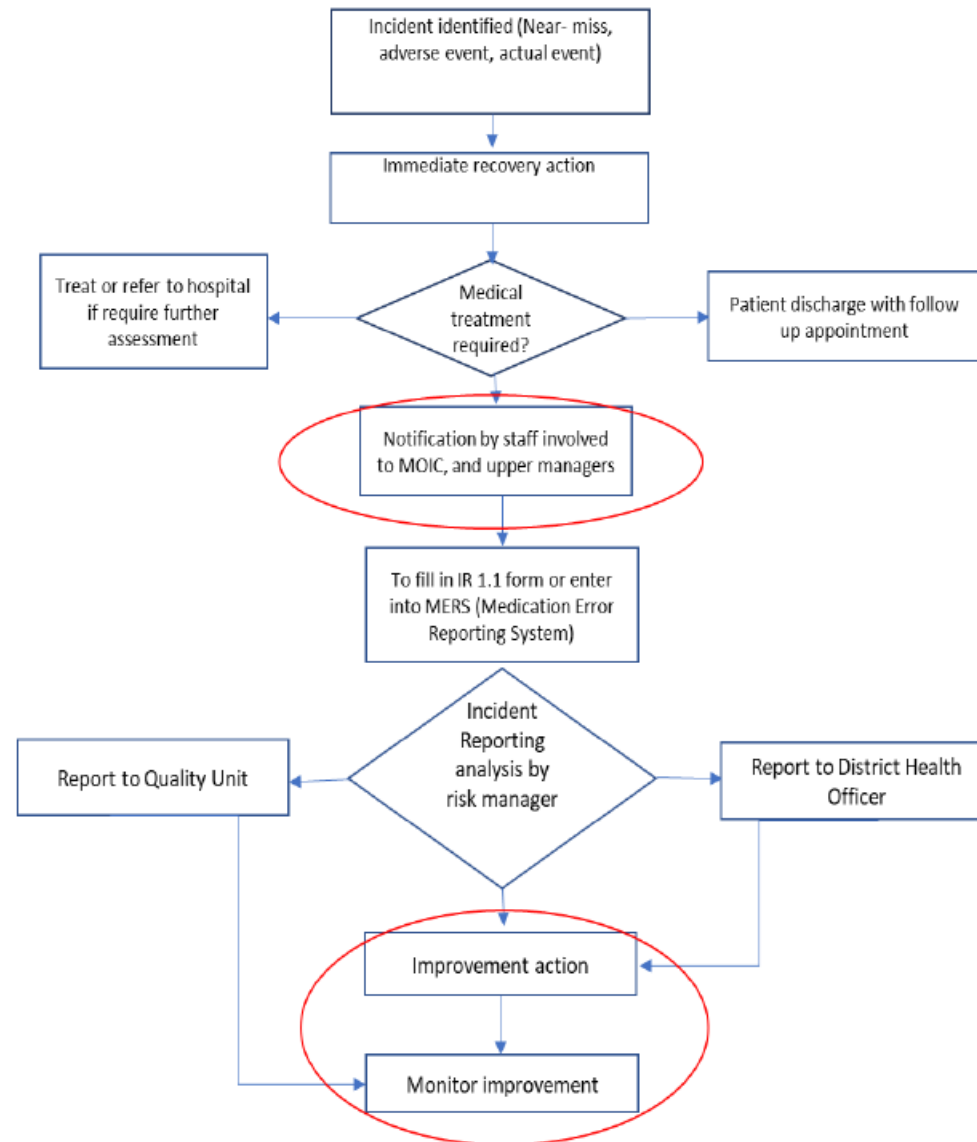 Incident identified (Near- miss,
adverse event, actual event)
Immediate recovery action
Treat or refer to hospital
if require further
assessment
Medical
treatment
required?
Patient discharge with follow
up appointment
Notification by staff involved
to MOIC, and upper managers
To fill in IR 1.1 form or enter
into MERS (Medication Error
Reporting System)
Incident
Reporting
analysis by
risk manager
Report to Quality Unit
Report to District Health
Officer
Improvement action
Monitor improvement